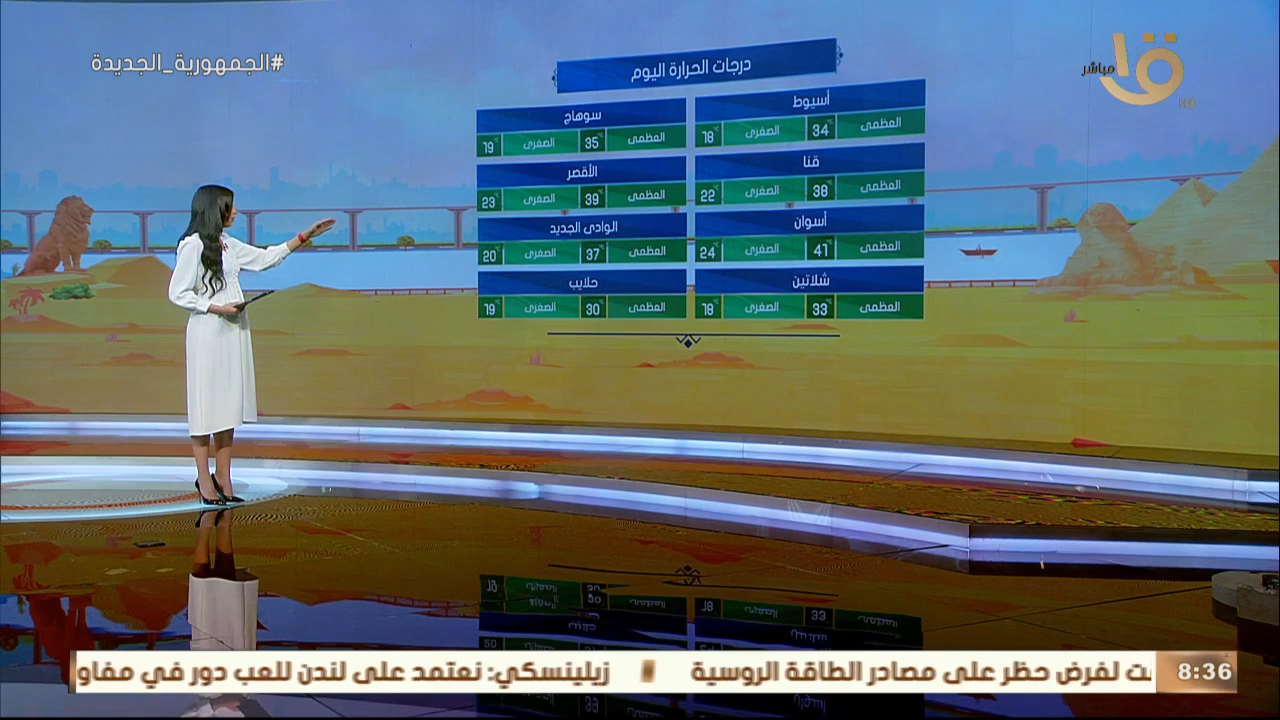 #الجمهورية_الجديدة
مباشر
HD
درجات الحرارة اليوم
أسيوط
العظمى 34°c الصغرى 18°c
سوهاج
العظمى 35°c الصغرى 19°c
قنا
العظمى 38°c الصغرى 22°c
الأقصر
العظمى 39°c الصغرى 23°c
أسوان
العظمى 41°c الصغرى 24°c
الوادى الجديد
العظمى 37°c الصغرى 20°c
شلاتين
العظمى 33°c الصغرى 18°c
حلايب
العظمى 30°c الصغرى 19°c
8:36
لفرض حظر على مصادر الطاقة الروسية
زيلينسكي: نعتمد على لندن للعب دور في مفاو